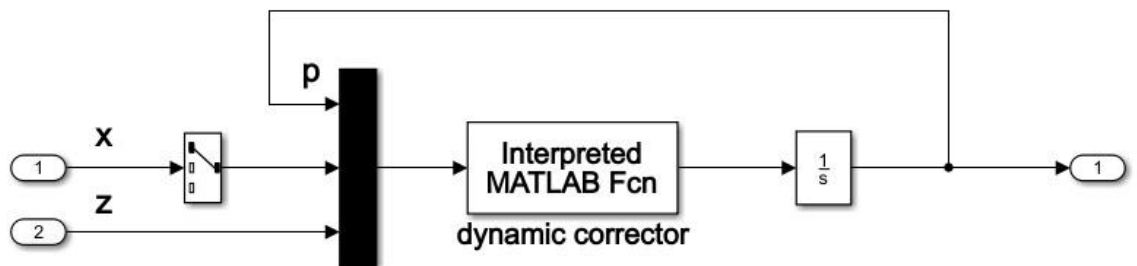 p
x
1
z
2
Interpreted
MATLAB Fcn
dynamic corrector
1
s
1